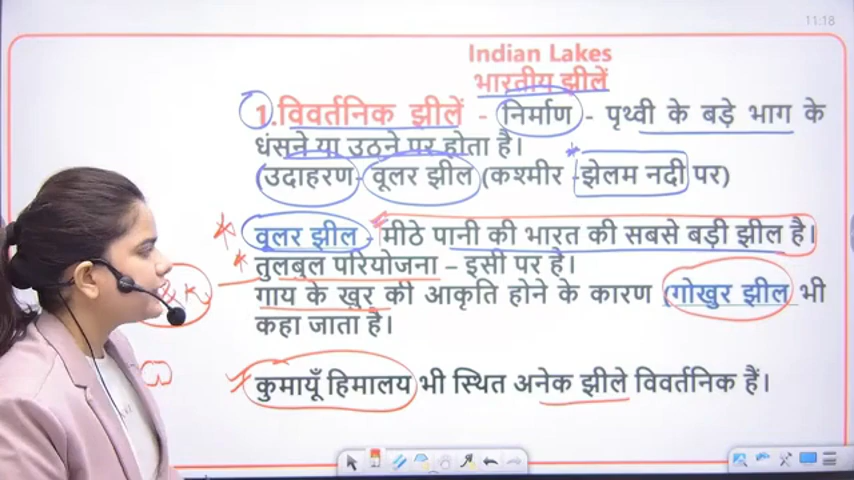 11:18
Indian Lakes
भारतीय झीलें
1.विवर्तनिक झीलें - निर्माण - पृथ्वी के बड़े भाग के
धंसने या उठने पर होता है।
(उदाहरण- वूलर झील (कश्मीर -झेलम नदी पर)
वूलर झील - मीठे पानी की भारत की सबसे बड़ी झील है।
तुलबुल परियोजना – इसी पर है।
गाय के खुर की आकृति होने के कारण (गोखुर झील भी
कहा जाता है।
कुमायूँ हिमालय भी स्थित अनेक झीले विवर्तनिक हैं।